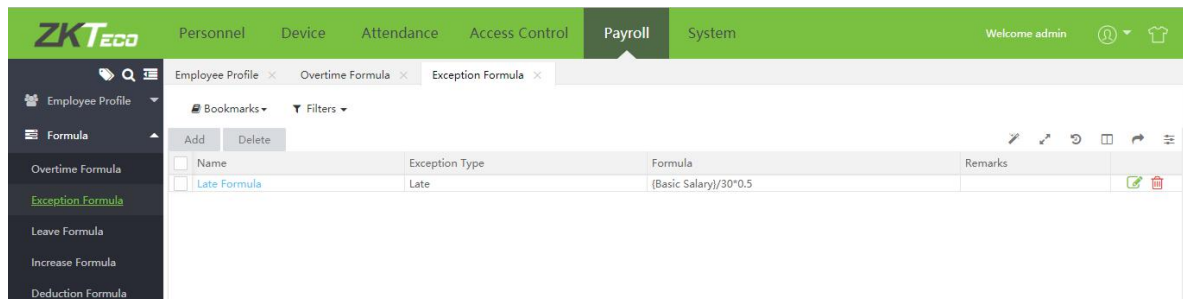 ZKTeco Personnel Device Attendance Access Control Payroll System Welcome admin
Employee Profile × Overtime Formula × Exception Formula ×
Employee Profile
Bookmarks Filters
Formula
Add Delete
Name Exception Type Formula Remarks
Overtime Formula
Late Formula Late {Basic Salary}/30*0.5
Exception Formula
Leave Formula
Increase Formula
Deduction Formula